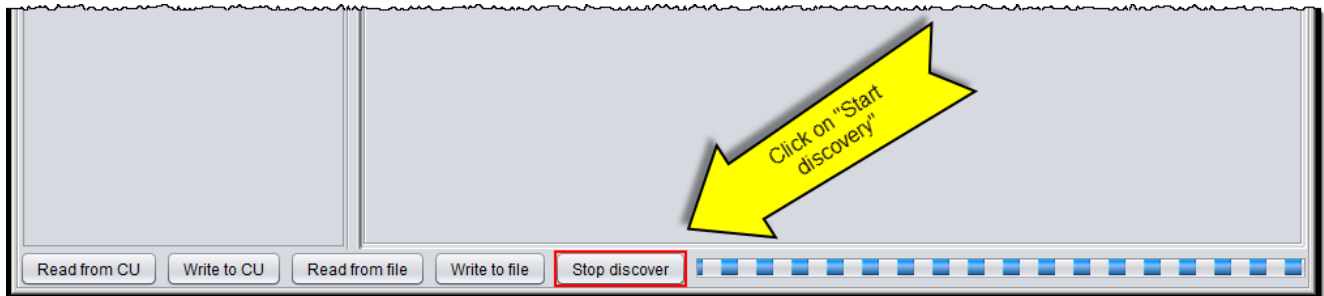 Click on "Start
discovery"
Read from CU
Write to CU
Read from file
Write to file
Stop discover